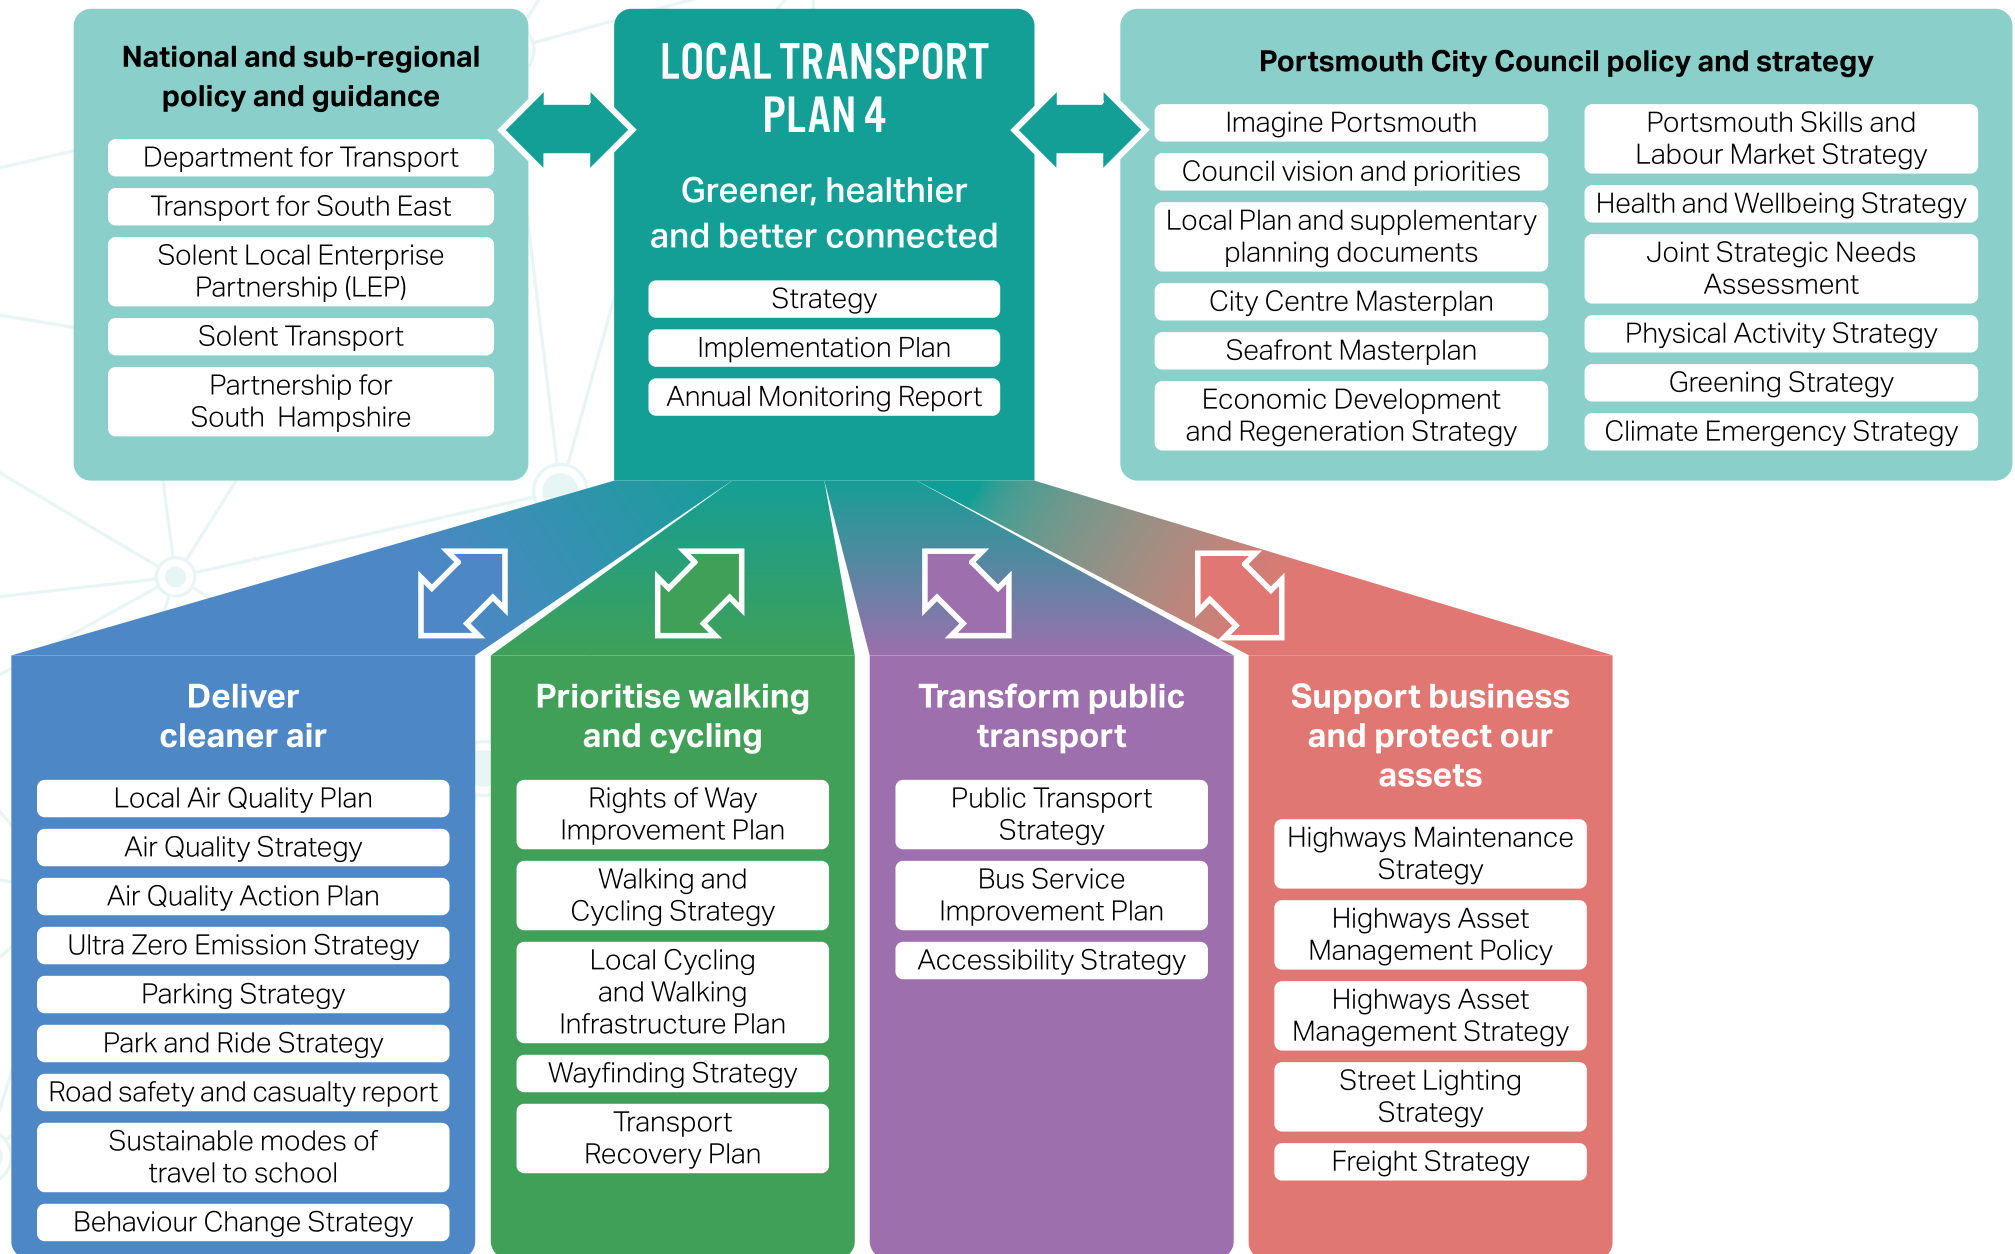 National and sub-regional
policy and guidance
Department for Transport
Transport for South East
Solent Local Enterprise
Partnership (LEP)
Solent Transport
Partnership for
South Hampshire
LOCAL TRANSPORT
PLAN 4
Greener, healthier
and better connected
Strategy
Implementation Plan
Annual Monitoring Report
Portsmouth City Council policy and strategy
Imagine Portsmouth
Council vision and priorities
Local Plan and supplementary
planning documents
City Centre Masterplan
Seafront Masterplan
Economic Development
and Regeneration Strategy
Portsmouth Skills and
Labour Market Strategy
Health and Wellbeing Strategy
Joint Strategic Needs
Assessment
Physical Activity Strategy
Greening Strategy
Climate Emergency Strategy
Deliver
cleaner air
Local Air Quality Plan
Air Quality Strategy
Air Quality Action Plan
Ultra Zero Emission Strategy
Parking Strategy
Park and Ride Strategy
Road safety and casualty report
Sustainable modes of
travel to school
Behaviour Change Strategy
Prioritise walking
and cycling
Rights of Way
Improvement Plan
Walking and
Cycling Strategy
Local Cycling
and Walking
Infrastructure Plan
Wayfinding Strategy
Transport
Recovery Plan
Transform public
transport
Public Transport
Strategy
Bus Service
Improvement Plan
Accessibility Strategy
Support business
and protect our
assets
Highways Maintenance
Strategy
Highways Asset
Management Policy
Highways Asset
Management Strategy
Street Lighting
Strategy
Freight Strategy